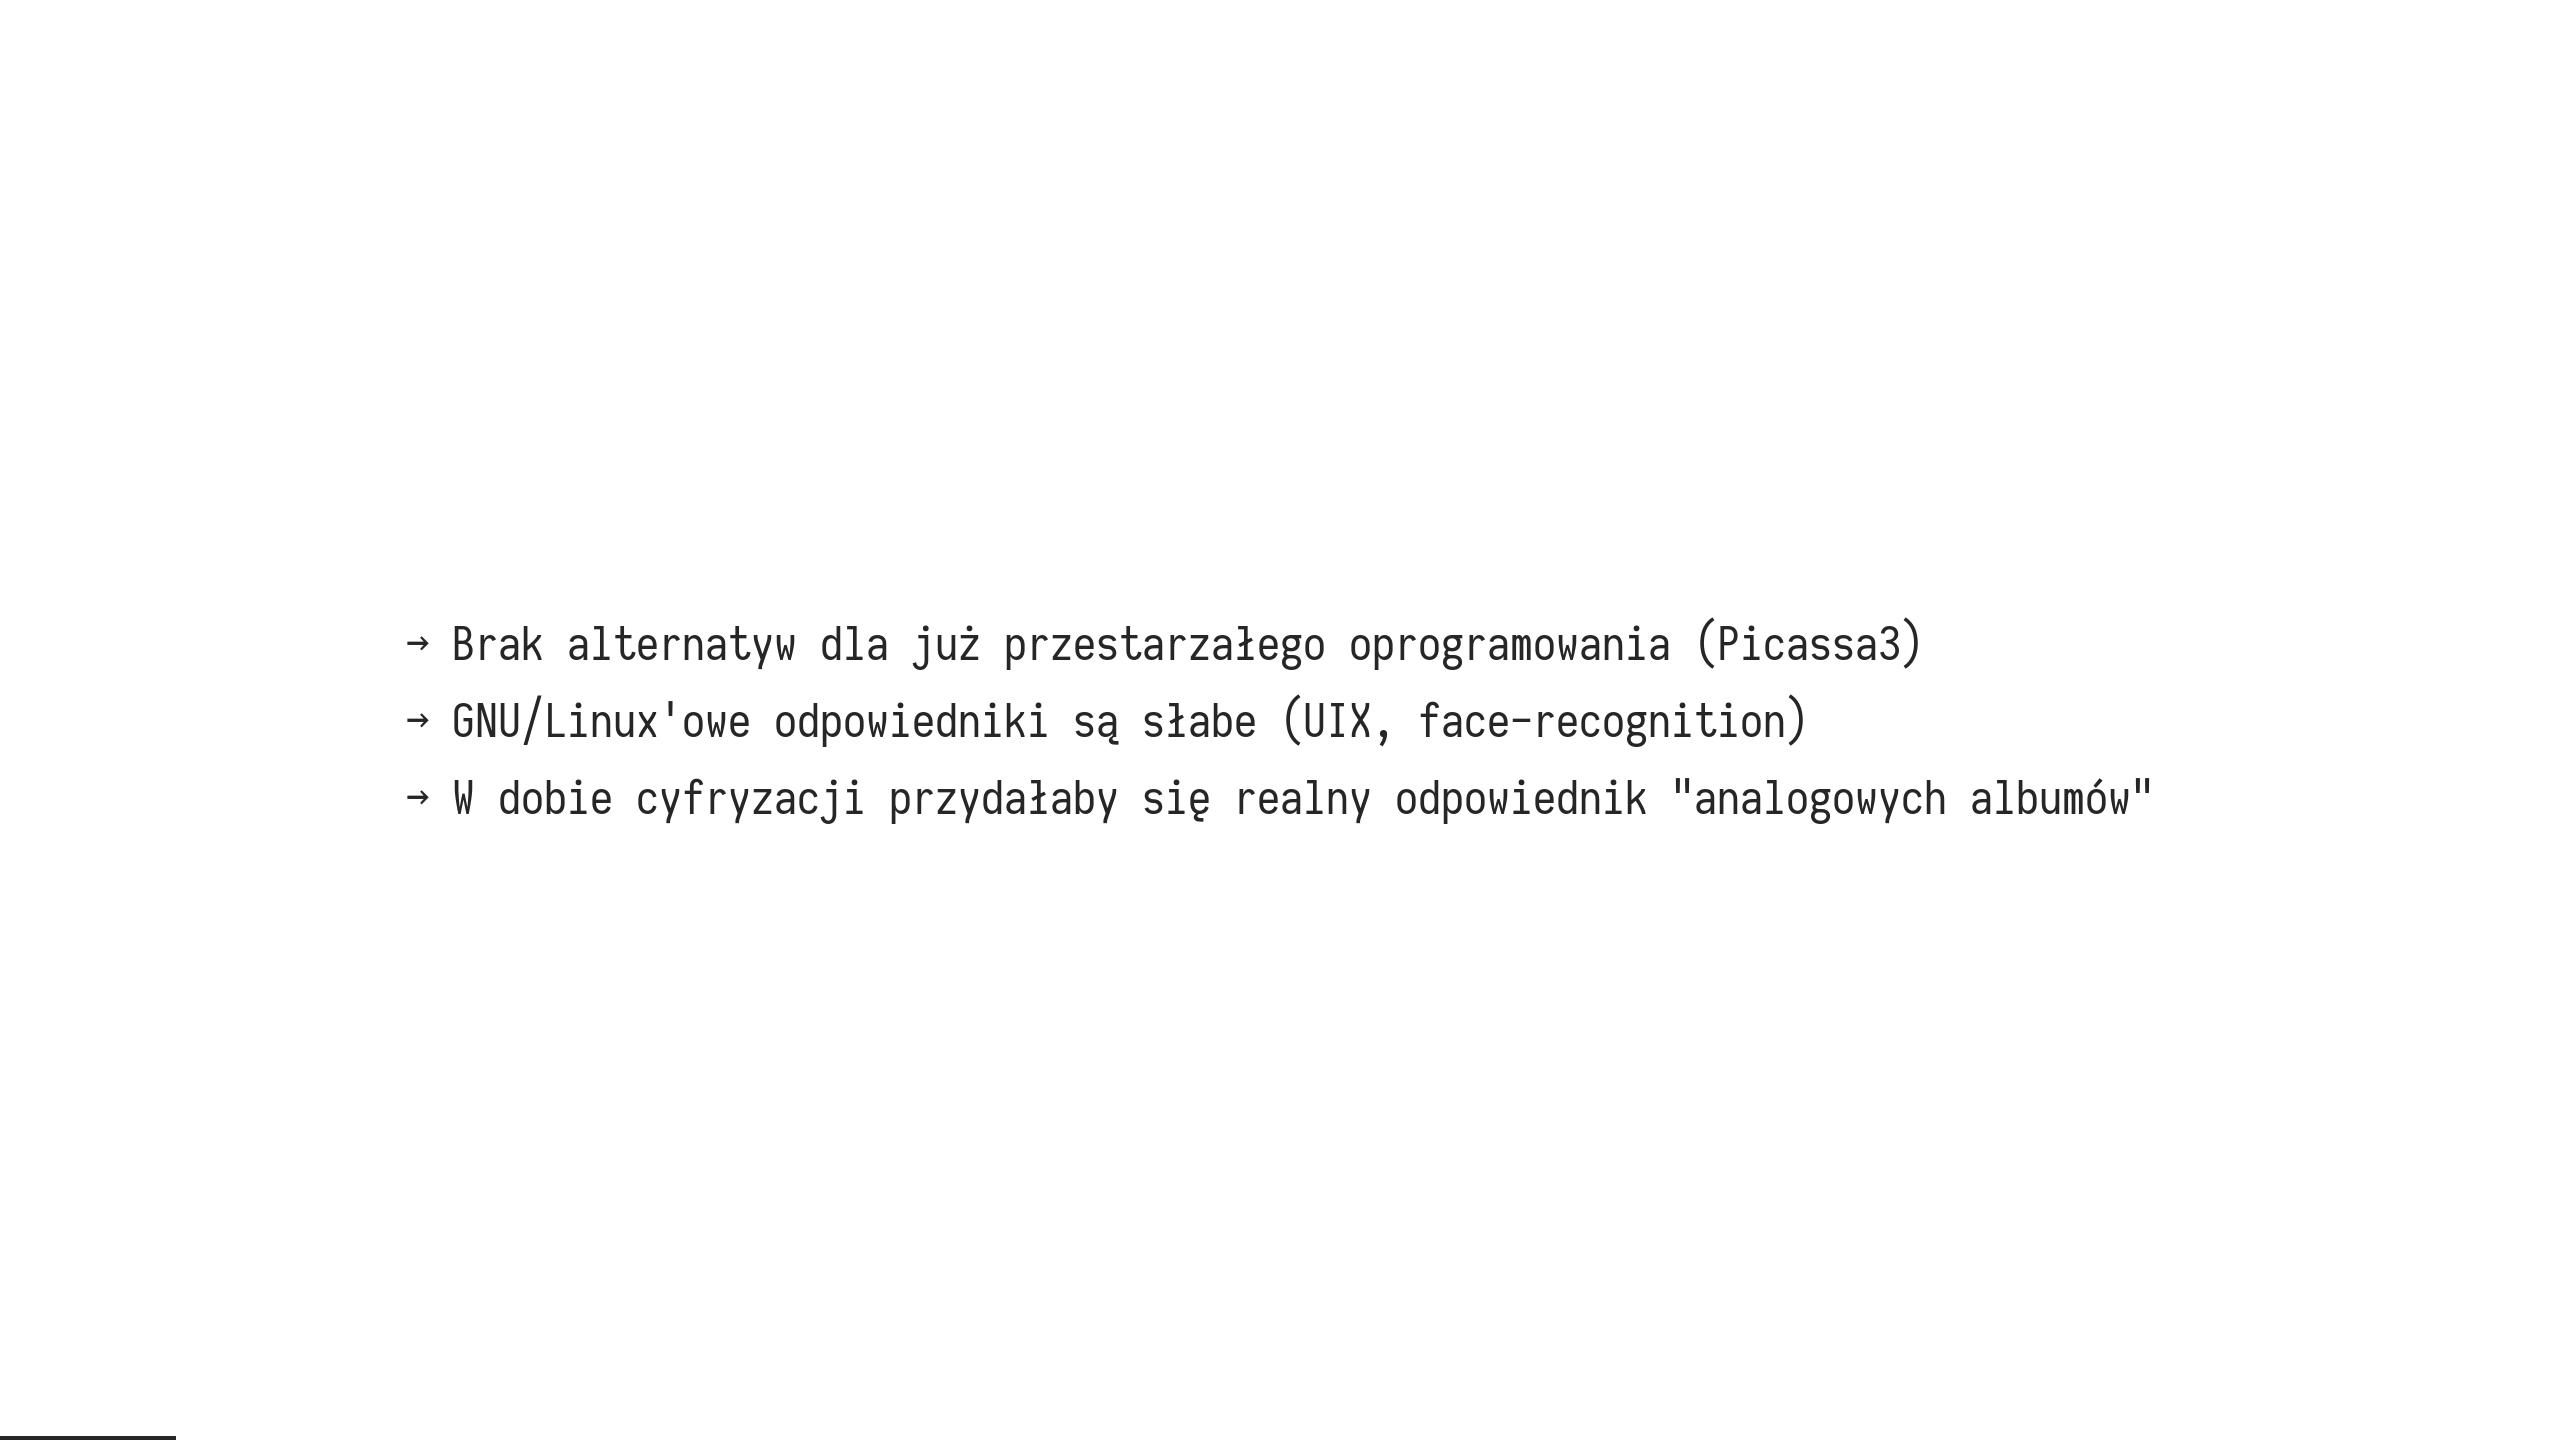 → Brak alternatyw dla już przestarzałego oprogramowania (Picassa3)
→ GNU/Linux'owe odpowiedniki są słabe (UIX, face-recognition)
→ W dobie cyfryzacji przydałaby się realny odpowiednik "analogowych albumów"